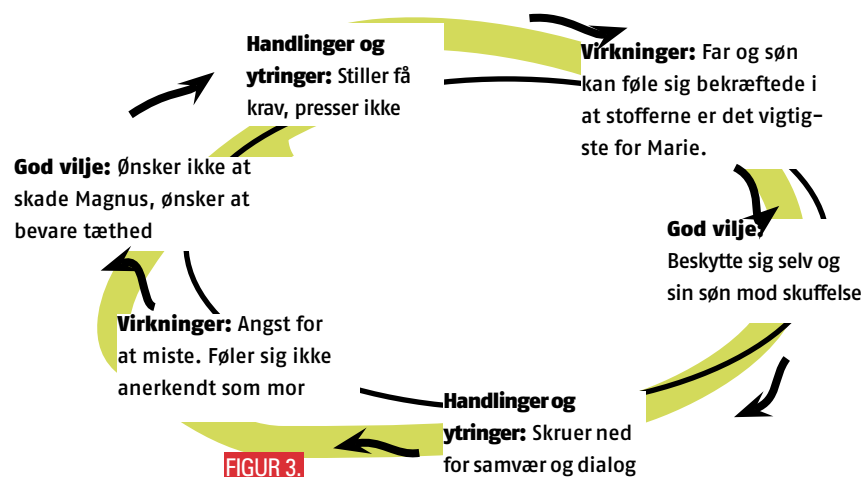 Handlinger og
ytringer: Stiller få
krav, presser ikke
Virkninger: Far og søn
kan føle sig bekræftede i
at stofferne er det vigtig-
ste for Marie.
God vilje:
Beskytte sig selv og
sin søn mod skuffelse
Handlinger og
ytringer: Skruer ned
for samvær og dialog
Virkninger: Angst for
at miste. Føler sig ikke
anerkendt som mor
God vilje: Ønsker ikke at
skade Magnus, ønsker at
bevare tæthed
FIGUR 3.